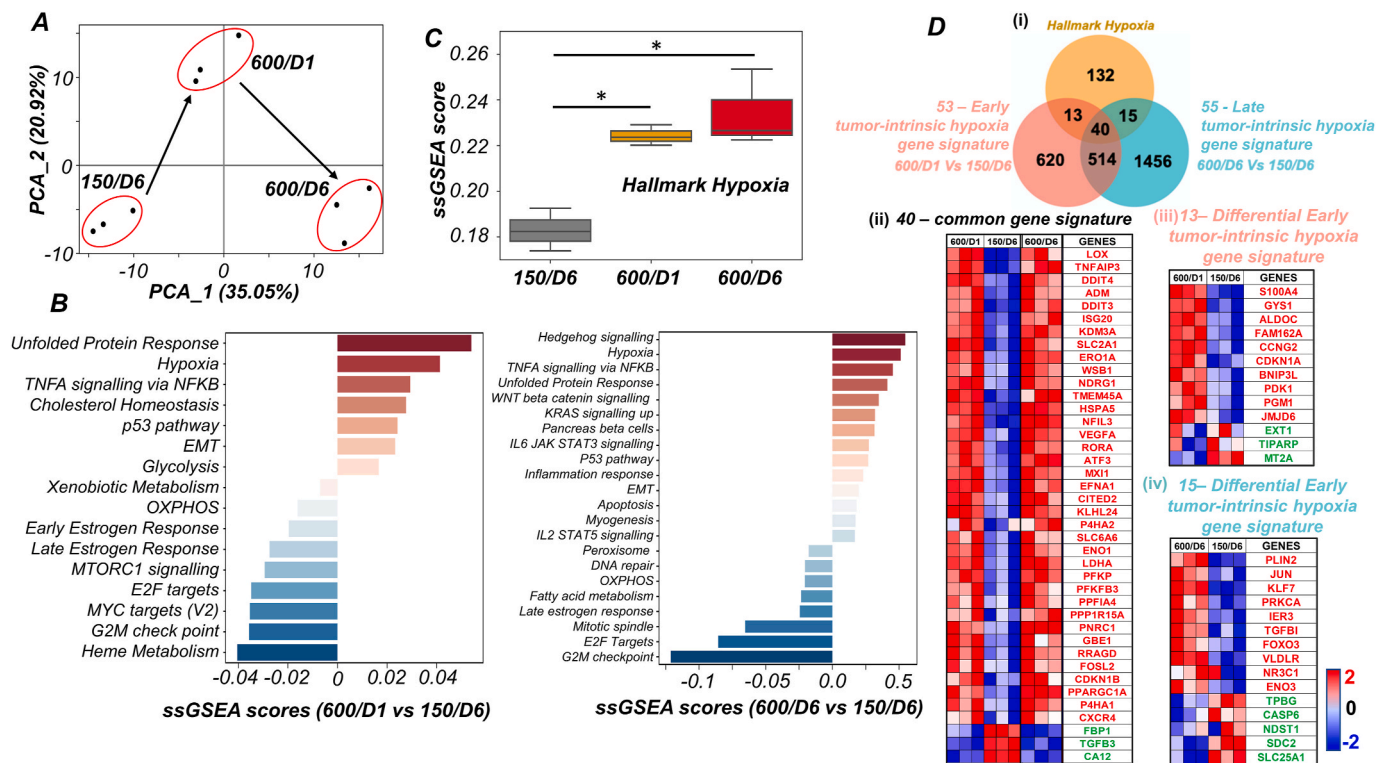 A
PCA_2 (20.92%)
10
0
-10
600/D1
150/D6
600/D6
-10
0
10
PCA_1 (35.05%)
C
ssGSEA score
0.26
0.24
0.22
0.20
0.18
*
*
Hallmark Hypoxia
150/D6
600/D1
600/D6
B
Unfolded Protein Response
Hypoxia
TNFA signalling via NFKB
Cholesterol Homeostasis
p53 pathway
EMT
Glycolysis
Xenobiotic Metabolism
OXPHOS
Early Estrogen Response
Late Estrogen Response
MTORC1 signalling
E2F targets
MYC targets (V2)
G2M check point
Heme Metabolism
-0.04
-0.02
0
0.02
0.04
ssGSEA scores (600/D1 vs 150/D6)
Hedgehog signalling
Hypoxia
TNFA signalling via NFKB
Unfolded Protein Response
WNT beta catenin signalling
KRAS signalling up
Pancreas beta cells
IL6 JAK STAT3 signalling
P53 pathway
Inflammation response
EMT
Apoptosis
Myogenesis
IL2 STAT5 signalling
Peroxisome
DNA repair
OXPHOS
Fatty acid metabolism
Late estrogen response
Mitotic spindle
E2F Targets
G2M checkpoint
-0.1
-0.05
0.0
0.5
ssGSEA scores (600/D6 vs 150/D6)
D
(i)
Hallmark Hypoxia
132
13
15
40
620
514
1456
53 – Early
tumor-intrinsic hypoxia
gene signature
600/D1 Vs 150/D6
55 - Late
tumor-intrinsic hypoxia
gene signature
600/D6 Vs 150/D6
(ii) 40 – common gene signature
600/D1 150/D6 600/D6 GENES
LOX
TNFAIP3
DDIT4
ADM
DDIT3
ISG20
KDM3A
SLC2A1
ERO1A
WSB1
NDRG1
TMEM45A
HSPA5
NFIL3
VEGFA
RORA
ATF3
MXI1
EFNA1
CITED2
KLHL24
P4HA2
SLC6A6
ENO1
LDHA
PFKP
PFKFB3
PPFIA4
PPP1R15A
PNRC1
GBE1
RRAGD
FOSL2
CDKN1B
PPARGC1A
P4HA1
CXCR4
FBP1
TGFB3
CA12
(iii) 13– Differential Early
tumor-intrinsic hypoxia
gene signature
600/D1 150/D6 GENES
S100A4
GYS1
ALDOC
FAM162A
CCNG2
CDKN1A
BNIP3L
PDK1
PGM1
JMJD6
EXT1
TIPARP
MT2A
(iv) 15– Differential Early
tumor-intrinsic hypoxia
gene signature
600/D6 150/D6 GENES
PLIN2
JUN
KLF7
PRKCA
IER3
TGFBI
FOXO3
VLDLR
NR3C1
ENO3
TPBG
CASP6
NDST1
SDC2
SLC25A1
2
0
-2